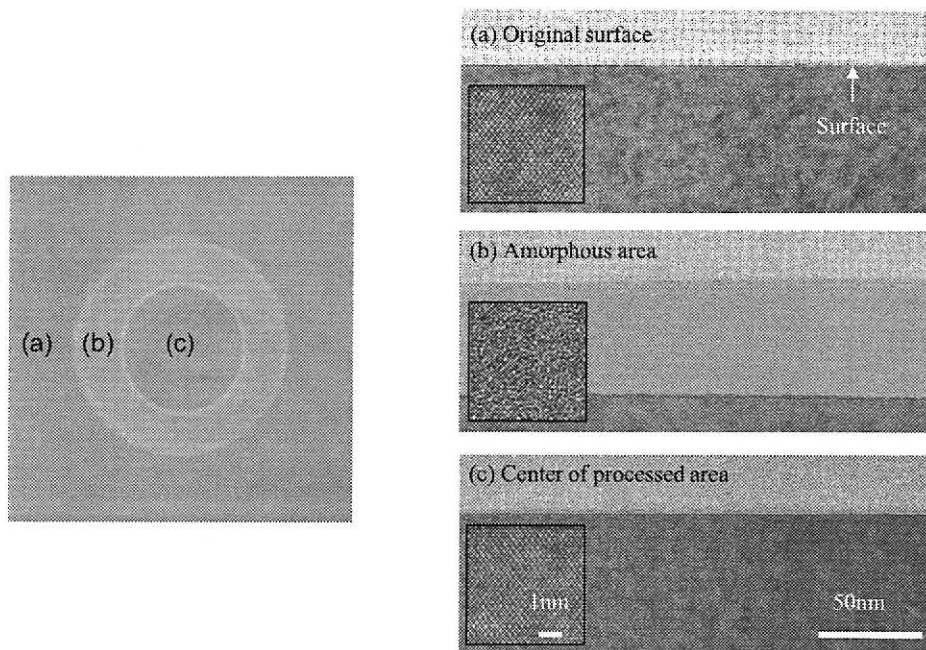 (a) Original surface
Surface
(a) (b) (c)
(b) Amorphous area
(c) Center of processed area
1nm
50nm